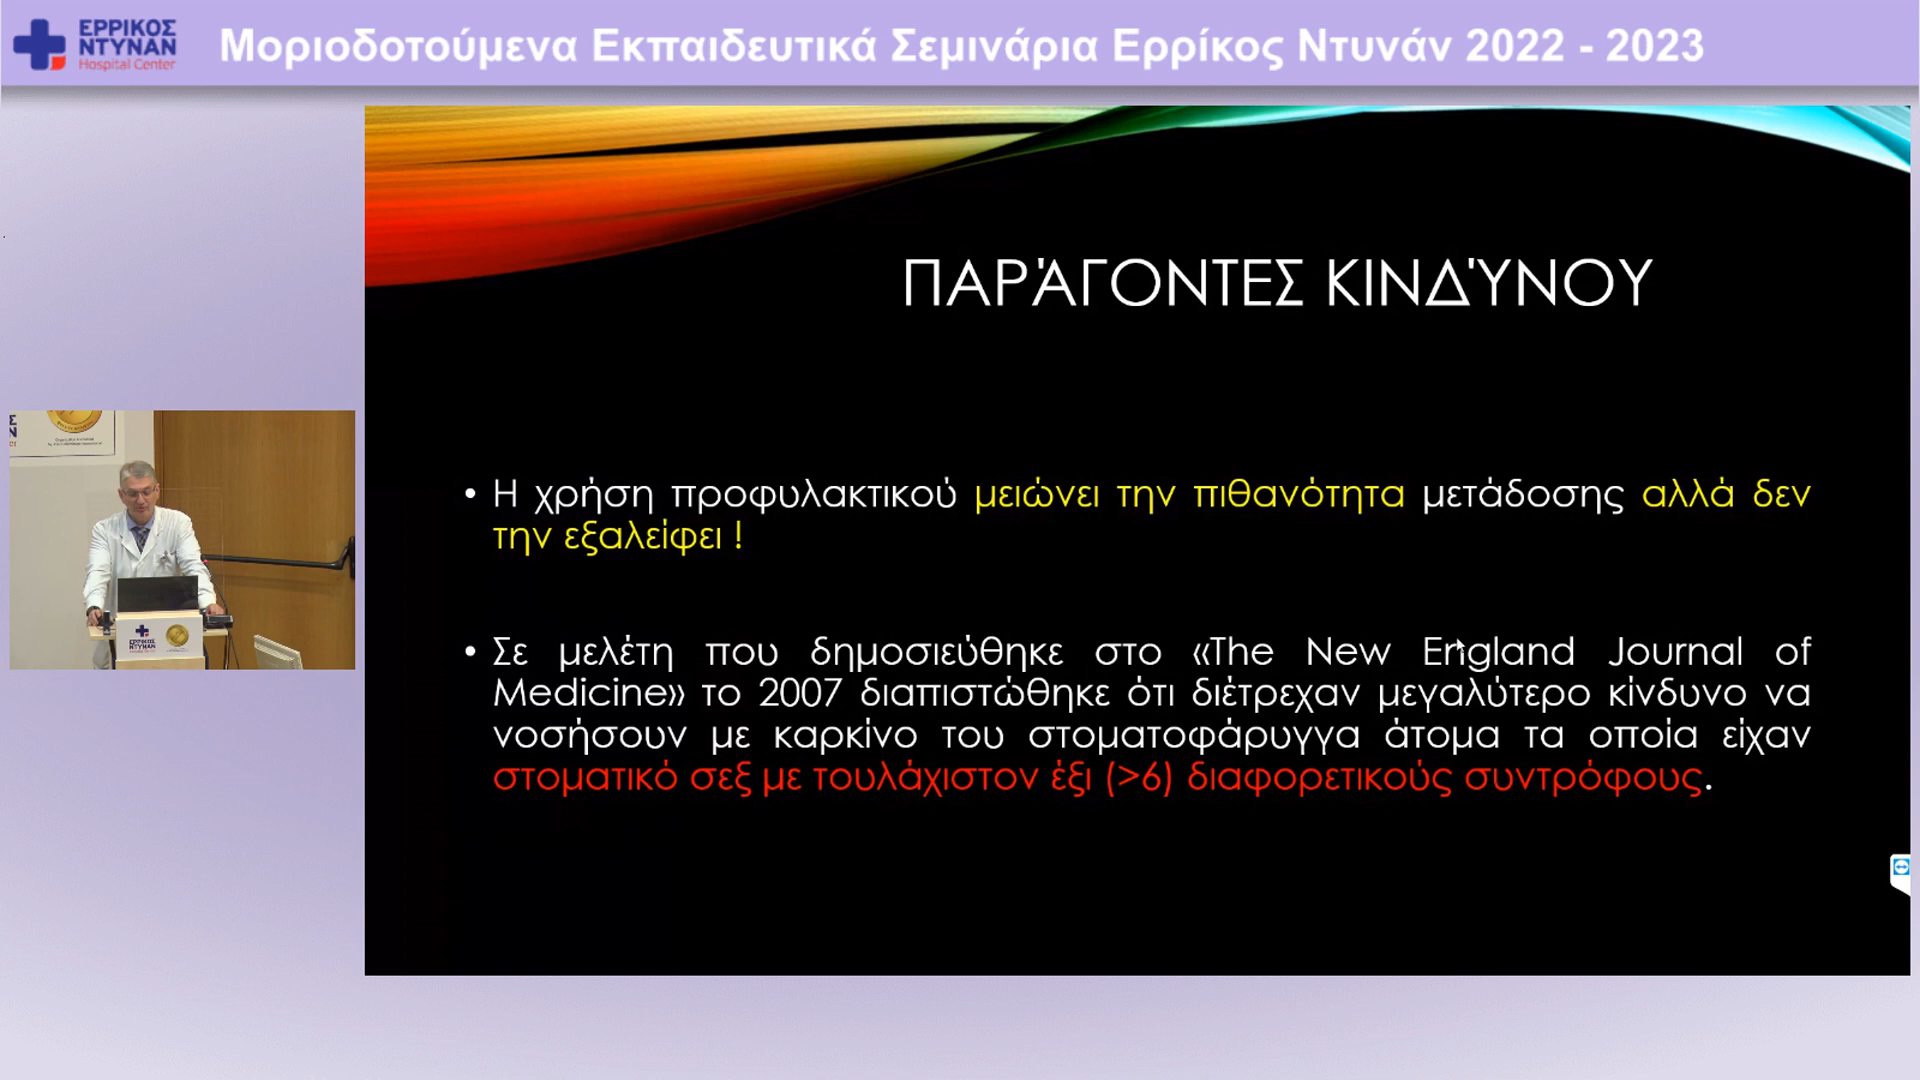 ΕΡΡΙΚΟΣ
ΝΤΥΝΑΝ
Hospital Center
Μοριοδοτούμενα Εκπαιδευτικά Σεμινάρια Ερρίκος Ντυνάν 2022 - 2023
ΠΑΡΆΓΟΝΤΕΣ ΚΙΝΔΎΝΟΥ
• Η χρήση προφυλακτικού μειώνει την πιθανότητα μετάδοσης αλλά δεν
την εξαλείφει !
• Σε μελέτη που δημοσιεύθηκε στο «The New England Journal of
Medicine» το 2007 διαπιστώθηκε ότι διέτρεχαν μεγαλύτερο κίνδυνο να
νοσήσουν με καρκίνο του στοματοφάρυγγα άτομα τα οποία είχαν
στοματικό σεξ με τουλάχιστον έξι (>6) διαφορετικούς συντρόφους.
ΕΡΡΙΚΟΣ
ΝΤΥΝΑΝ